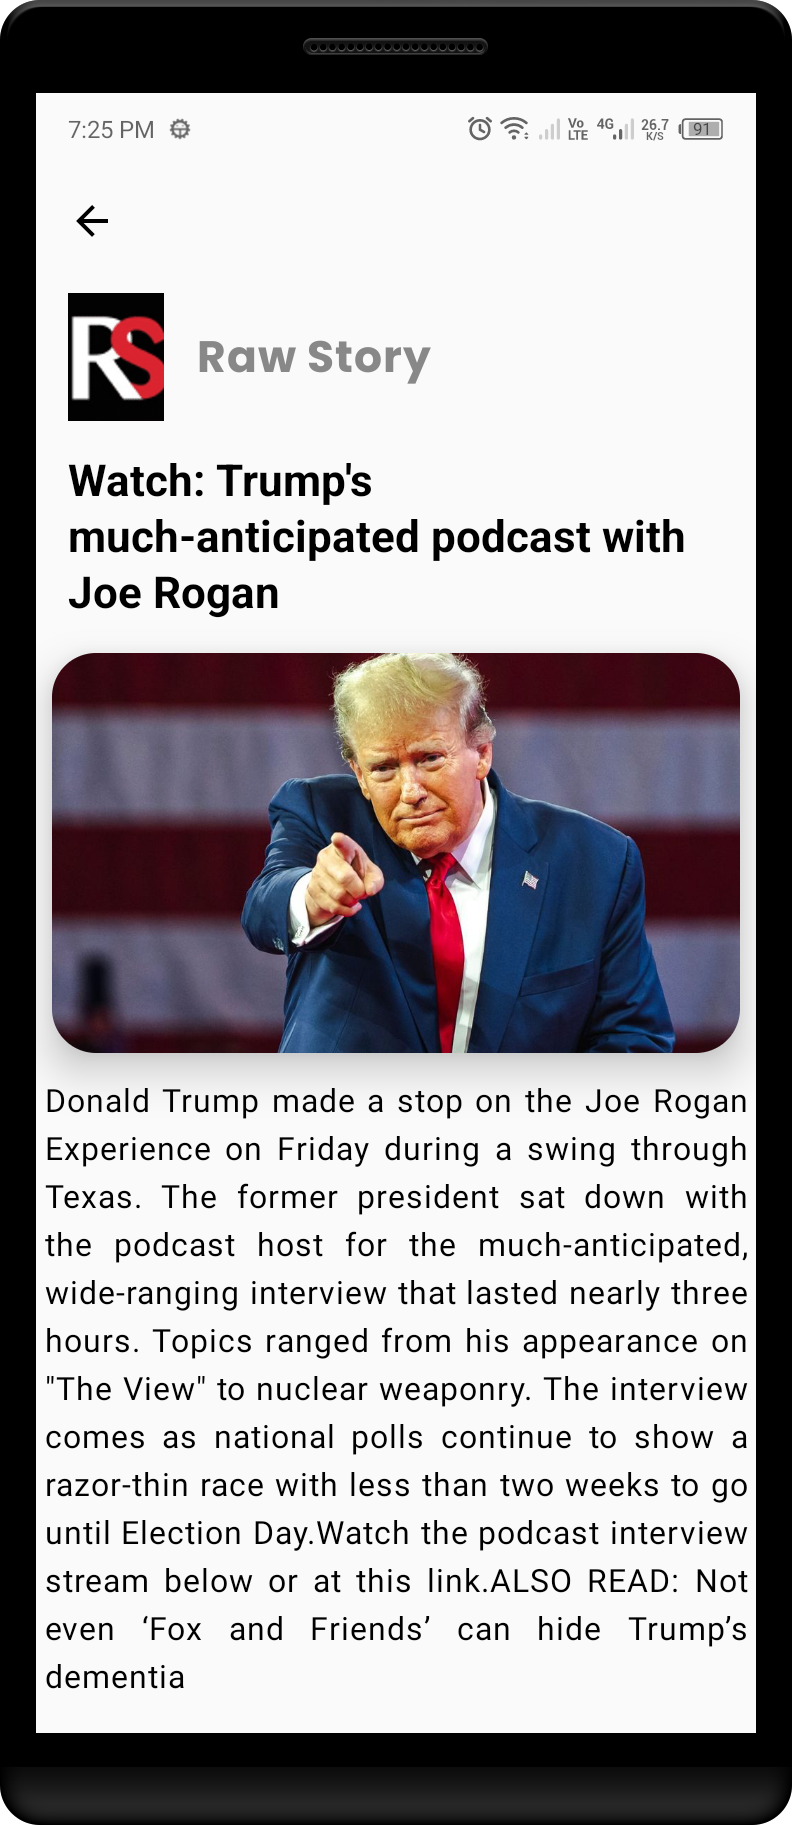 7:25 PM
Vo LTE 4G 26.7 K/S 91
RS
Raw Story
Watch: Trump's
much-anticipated podcast with
Joe Rogan
Donald Trump made a stop on the Joe Rogan
Experience on Friday during a swing through
Texas. The former president sat down with
the podcast host for the much-anticipated,
wide-ranging interview that lasted nearly three
hours. Topics ranged from his appearance on
"The View" to nuclear weaponry. The interview
comes as national polls continue to show a
razor-thin race with less than two weeks to go
until Election Day.Watch the podcast interview
stream below or at this link.ALSO READ: Not
even ‘Fox and Friends’ can hide Trump’s
dementia